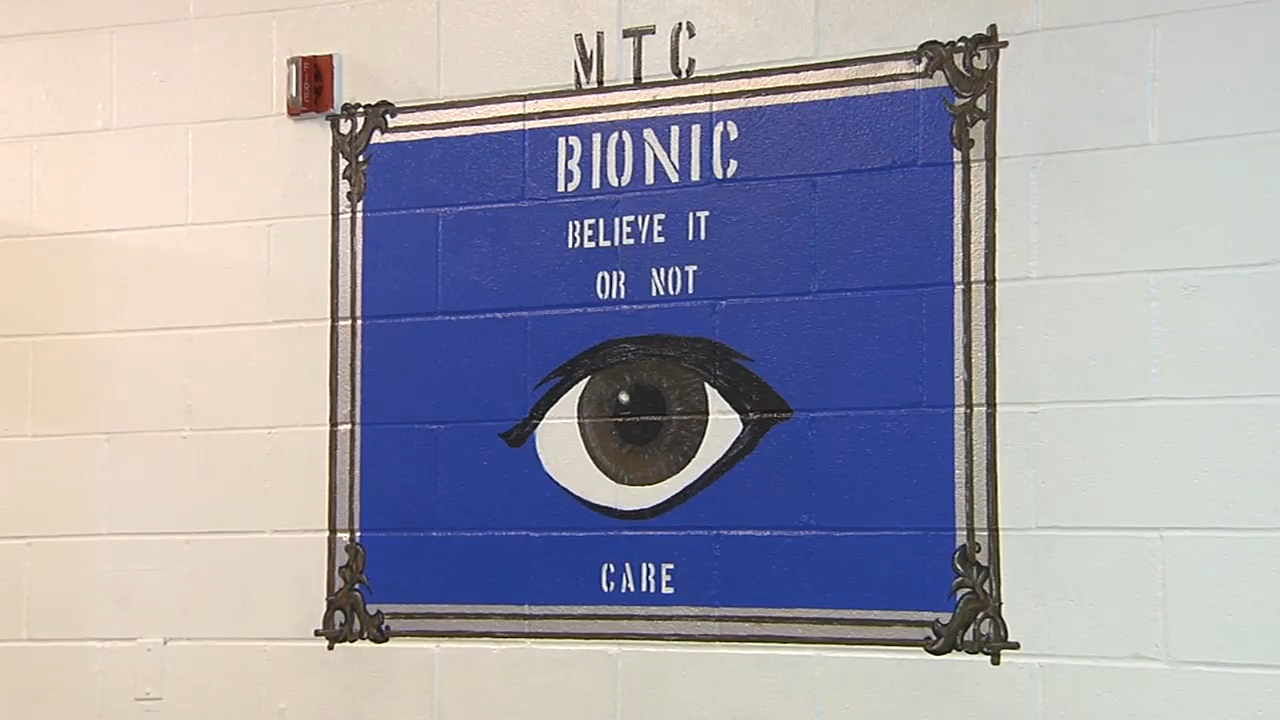 MTC
BIONIC
BELIEVE IT
OR NOT
CARE